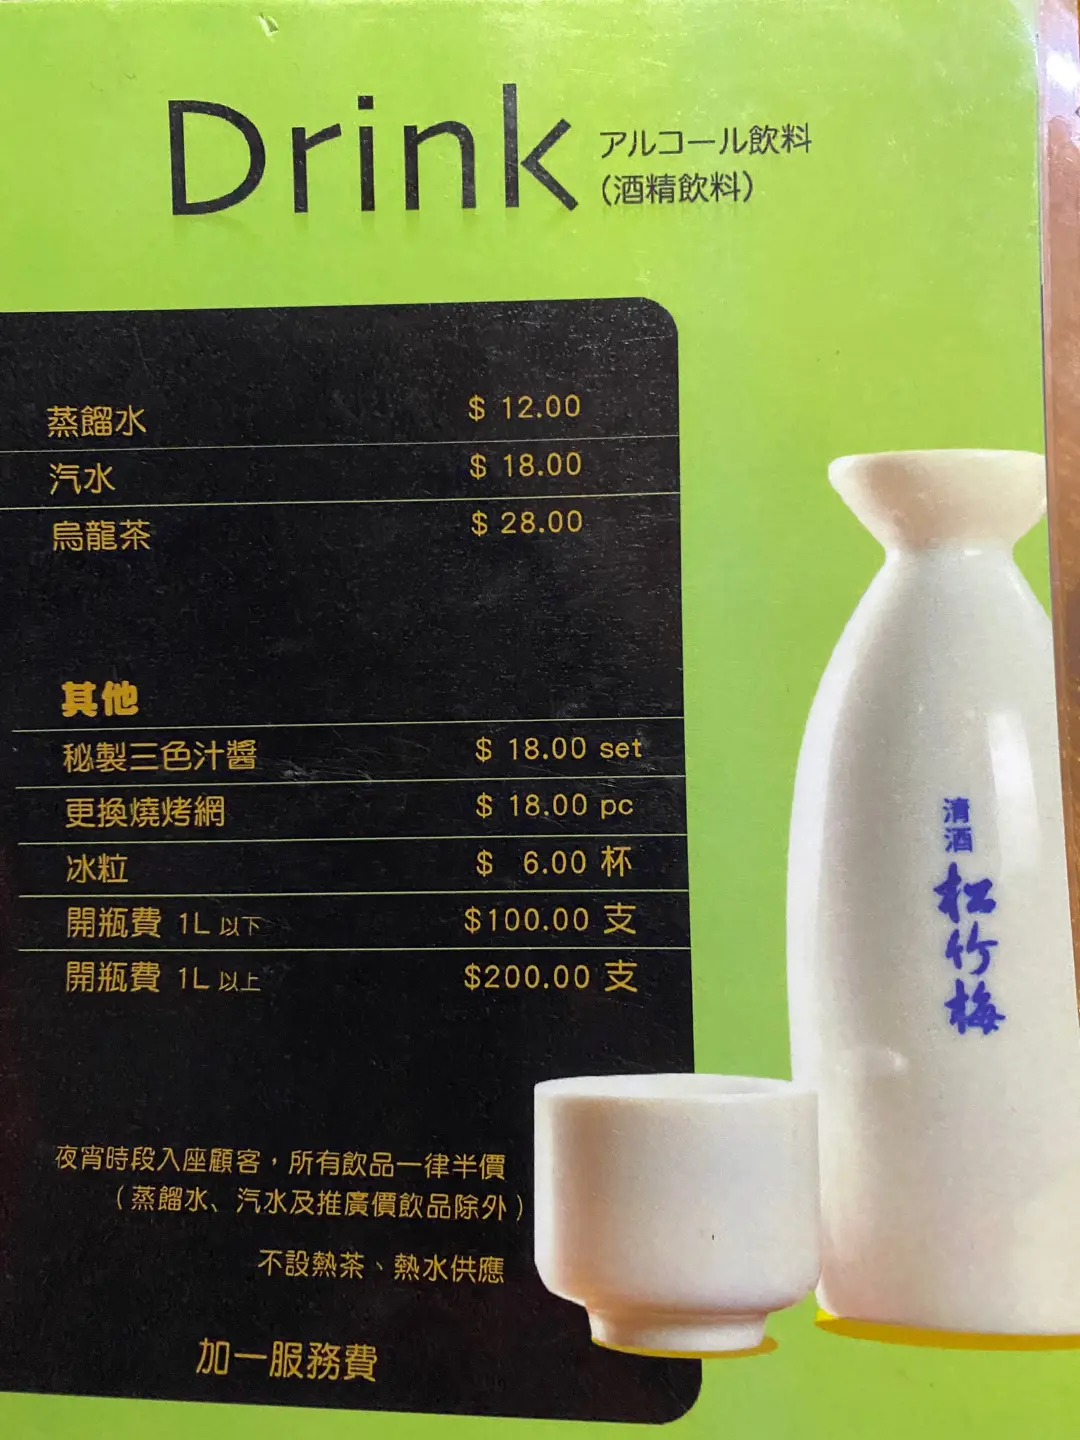 Drink
アルコール飲料
(酒精飲料)
蒸餾水 $ 12.00
汽水 $ 18.00
烏龍茶 $ 28.00
其他
秘製三色汁醬 $ 18.00 set
更換燒烤網 $ 18.00 pc
冰粒 $ 6.00 杯
開瓶費 1L 以下 $100.00 支
開瓶費 1L 以上 $200.00 支
夜宵時段入座顧客，所有飲品一律半價
（蒸餾水、汽水及推廣價飲品除外）
不設熱茶、熱水供應
加一服務費
清酒
松竹梅